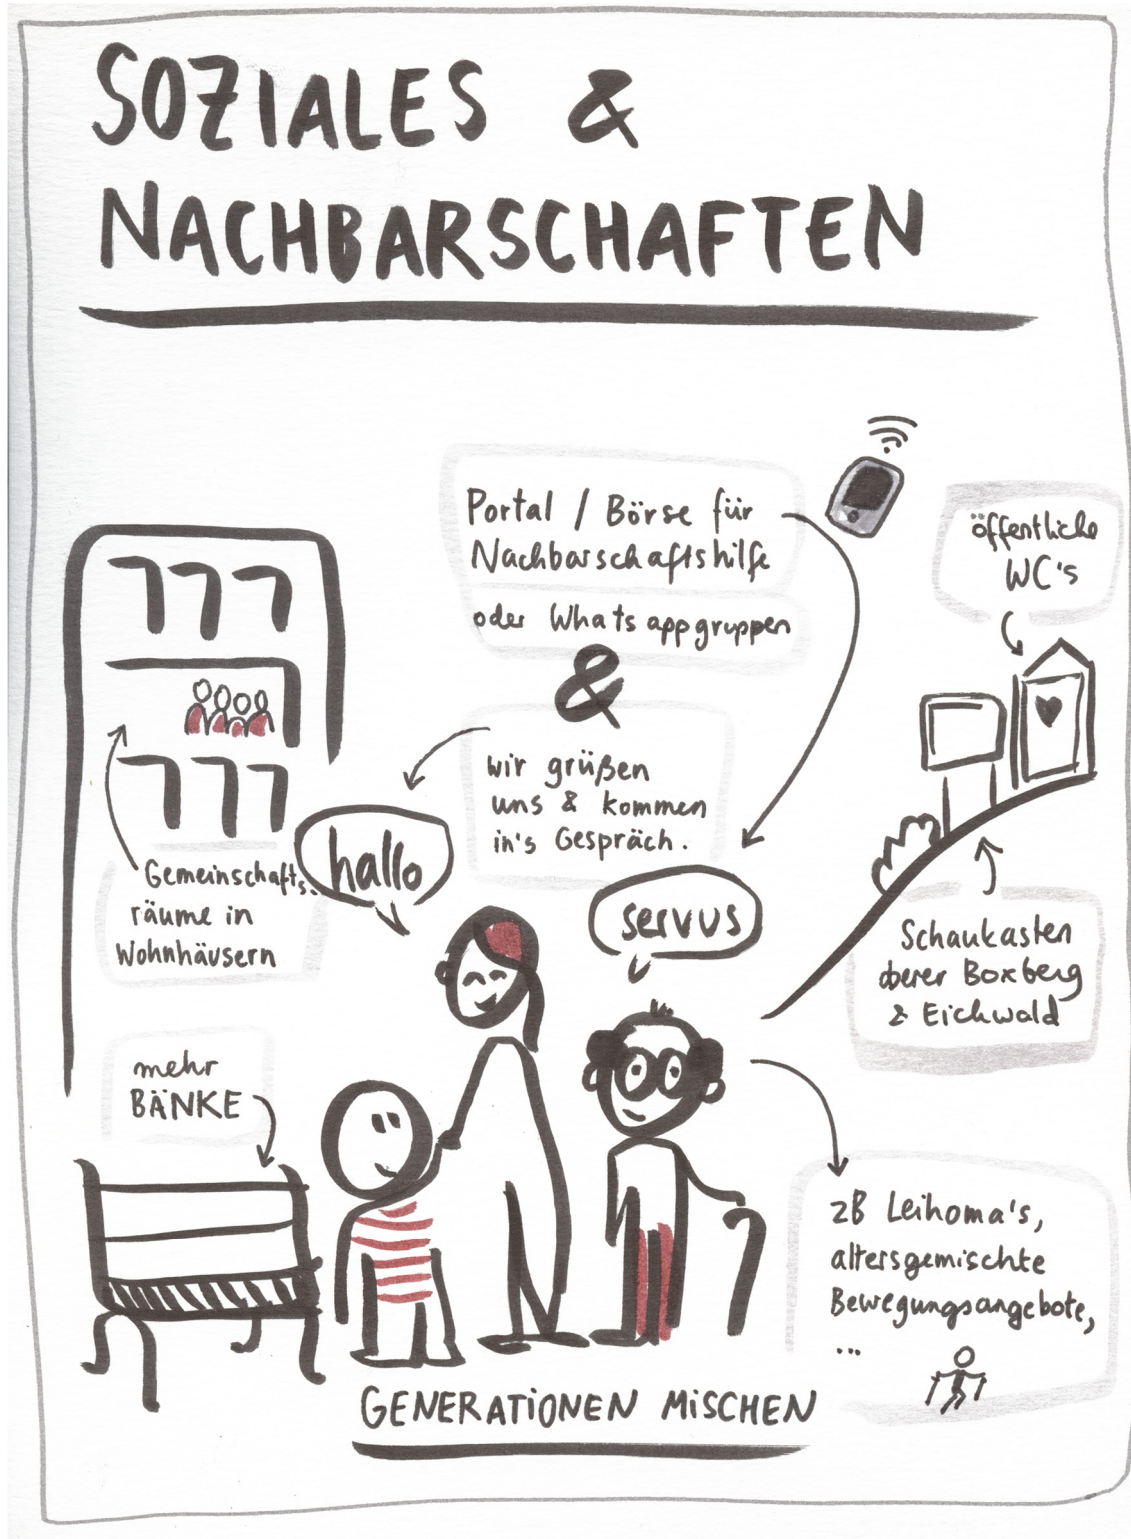 SOZIALES &
NACHBARSCHAFTEN
Portal / Börse für
Nachbarschaftshilfe
oder Whatsappgruppen
&
wir grüßen
uns & kommen
in's Gespräch.
öffentliche
WC's
Gemeinschafts-
räume in
Wohnhäusern
hallo
servus
Schaukasten
oberer Boxberg
& Eichwald
mehr
BÄNKE
zB Leihoma's,
altersgemischte
Bewegungsangebote,
...
GENERATIONEN MISCHEN